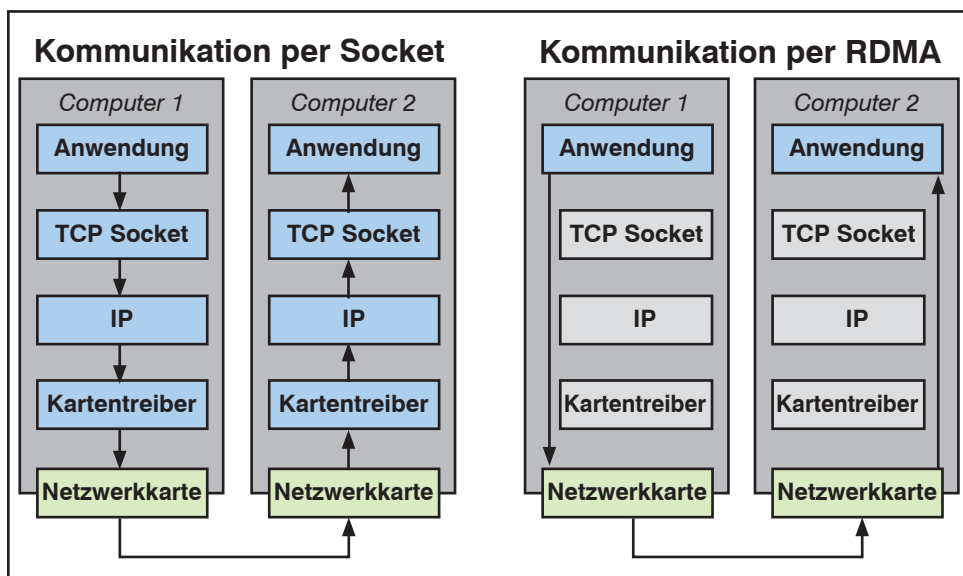 Kommunikation per Socket
Computer 1
Anwendung
TCP Socket
IP
Kartentreiber
Netzwerkkarte
Computer 2
Anwendung
TCP Socket
IP
Kartentreiber
Netzwerkkarte
Kommunikation per RDMA
Computer 1
Anwendung
TCP Socket
IP
Kartentreiber
Netzwerkkarte
Computer 2
Anwendung
TCP Socket
IP
Kartentreiber
Netzwerkkarte